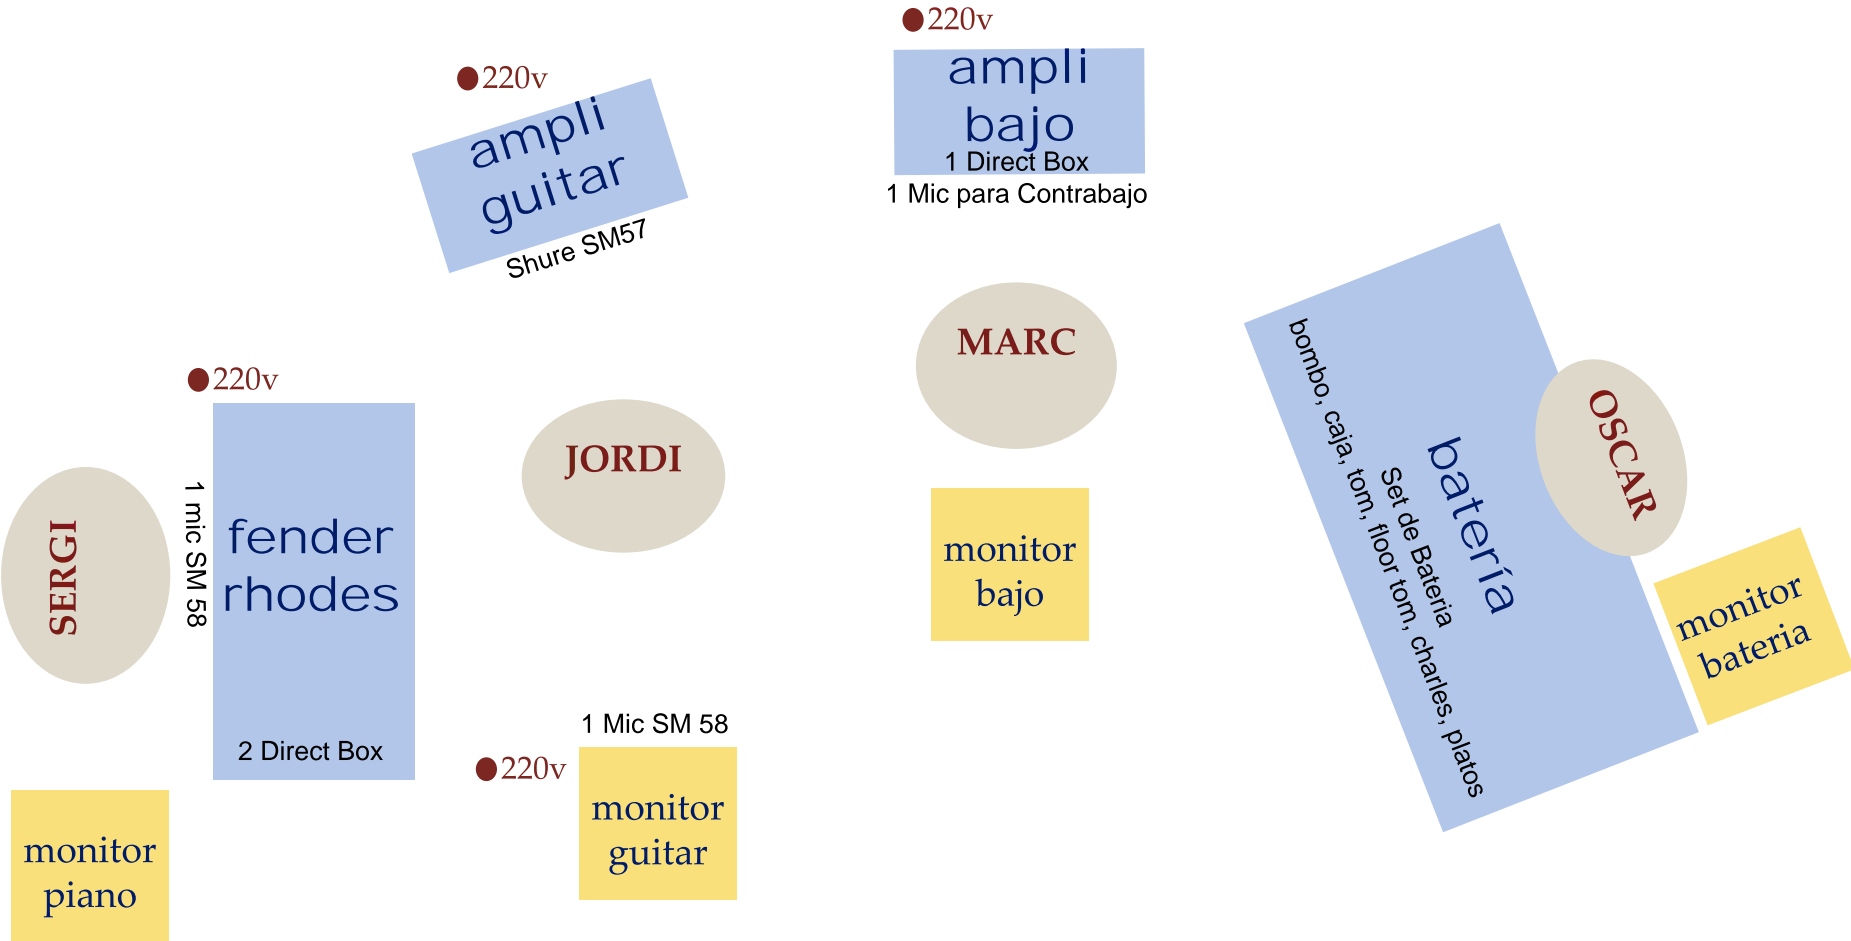 220v
ampli
bajo
1 Direct Box
1 Mic para Contrabajo
220v
ampli
guitar
Shure SM57
MARC
JORDI
220v
SERGI
1 mic SM 58
fender
rhodes
2 Direct Box
monitor
bajo
OSCAR
batería
Set de Bateria
bombo, caja, tom, floor tom, charles, platos
monitor
bateria
1 Mic SM 58
220v
monitor
guitar
monitor
piano